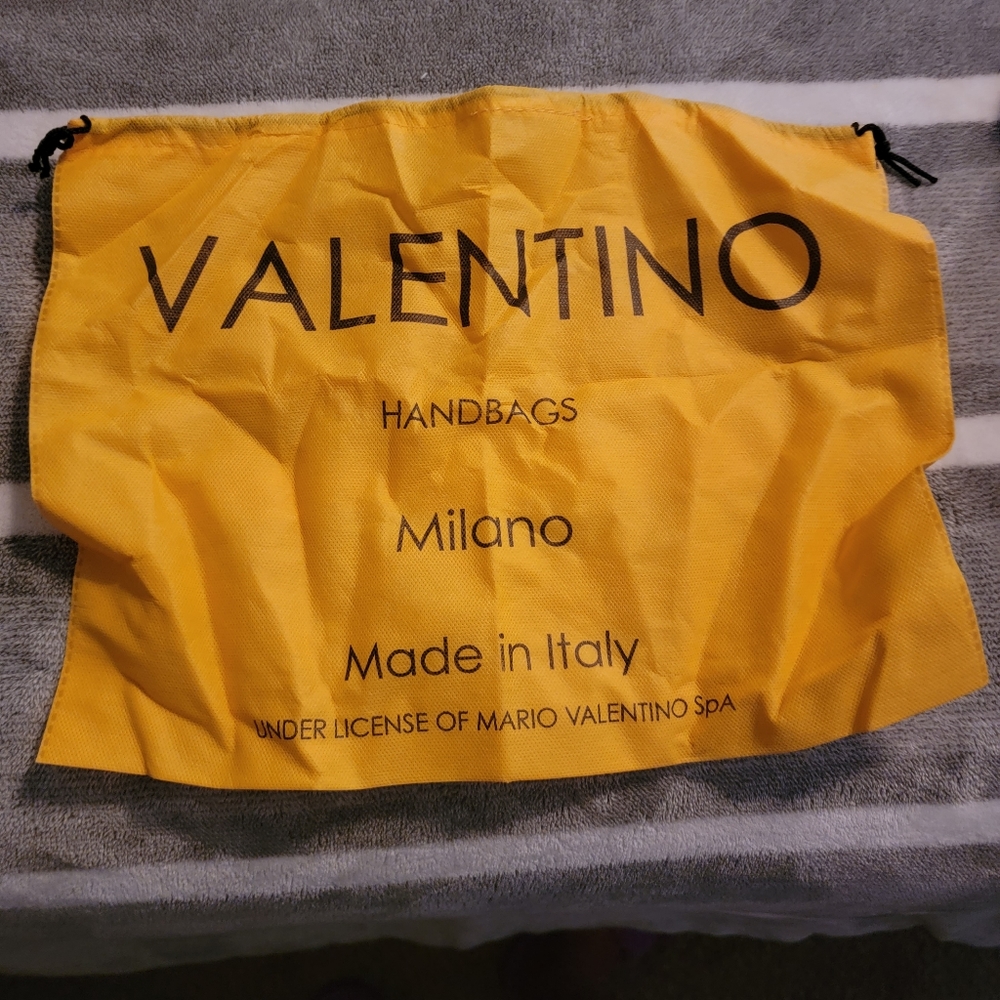 VALENTINO
HANDBAGS
Milano
Made in Italy
UNDER LICENSE OF MARIO VALENTINO SpA